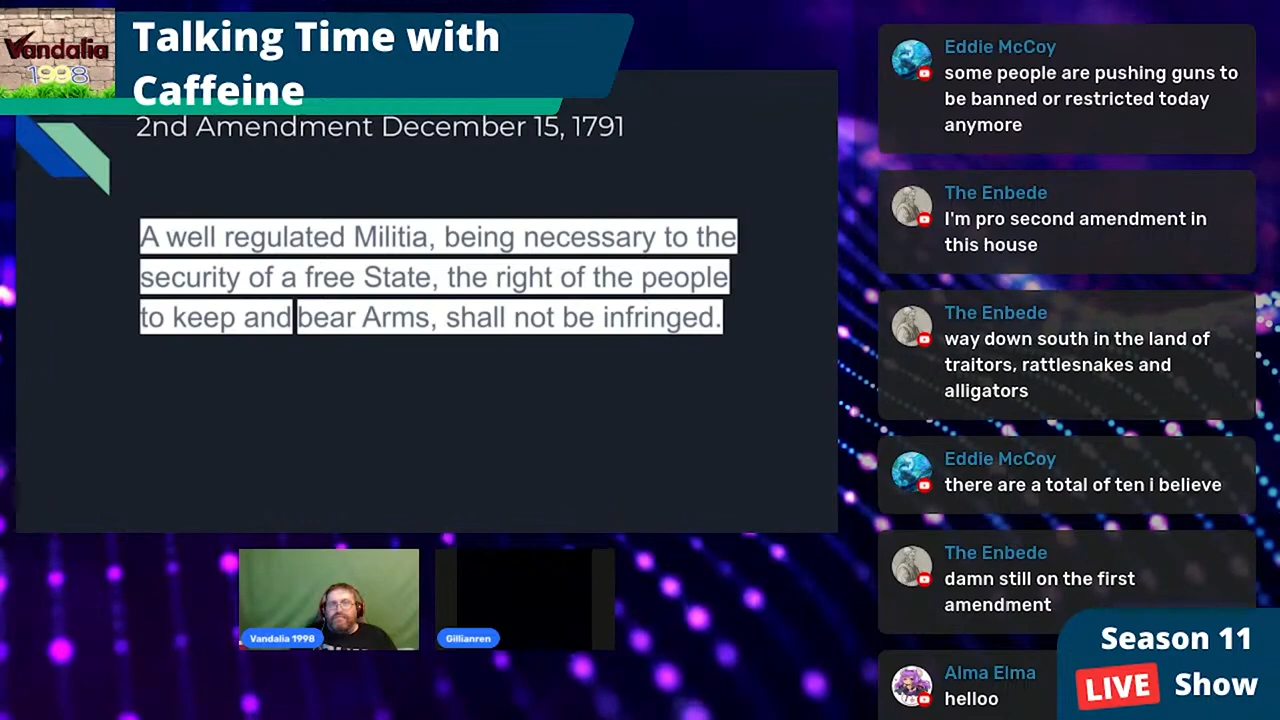 Vandalia
1998
Talking Time with
Caffeine
2nd Amendment December 15, 1791
A well regulated Militia, being necessary to the
security of a free State, the right of the people
to keep and bear Arms, shall not be infringed.
Vandalia 1998
Gillianren
Eddie McCoy
some people are pushing guns to
be banned or restricted today
anymore
The Enbede
I'm pro second amendment in
this house
The Enbede
way down south in the land of
traitors, rattlesnakes and
alligators
Eddie McCoy
there are a total of ten i believe
The Enbede
damn still on the first
amendment
Alma Elma
helloo
Season 11
LIVE Show